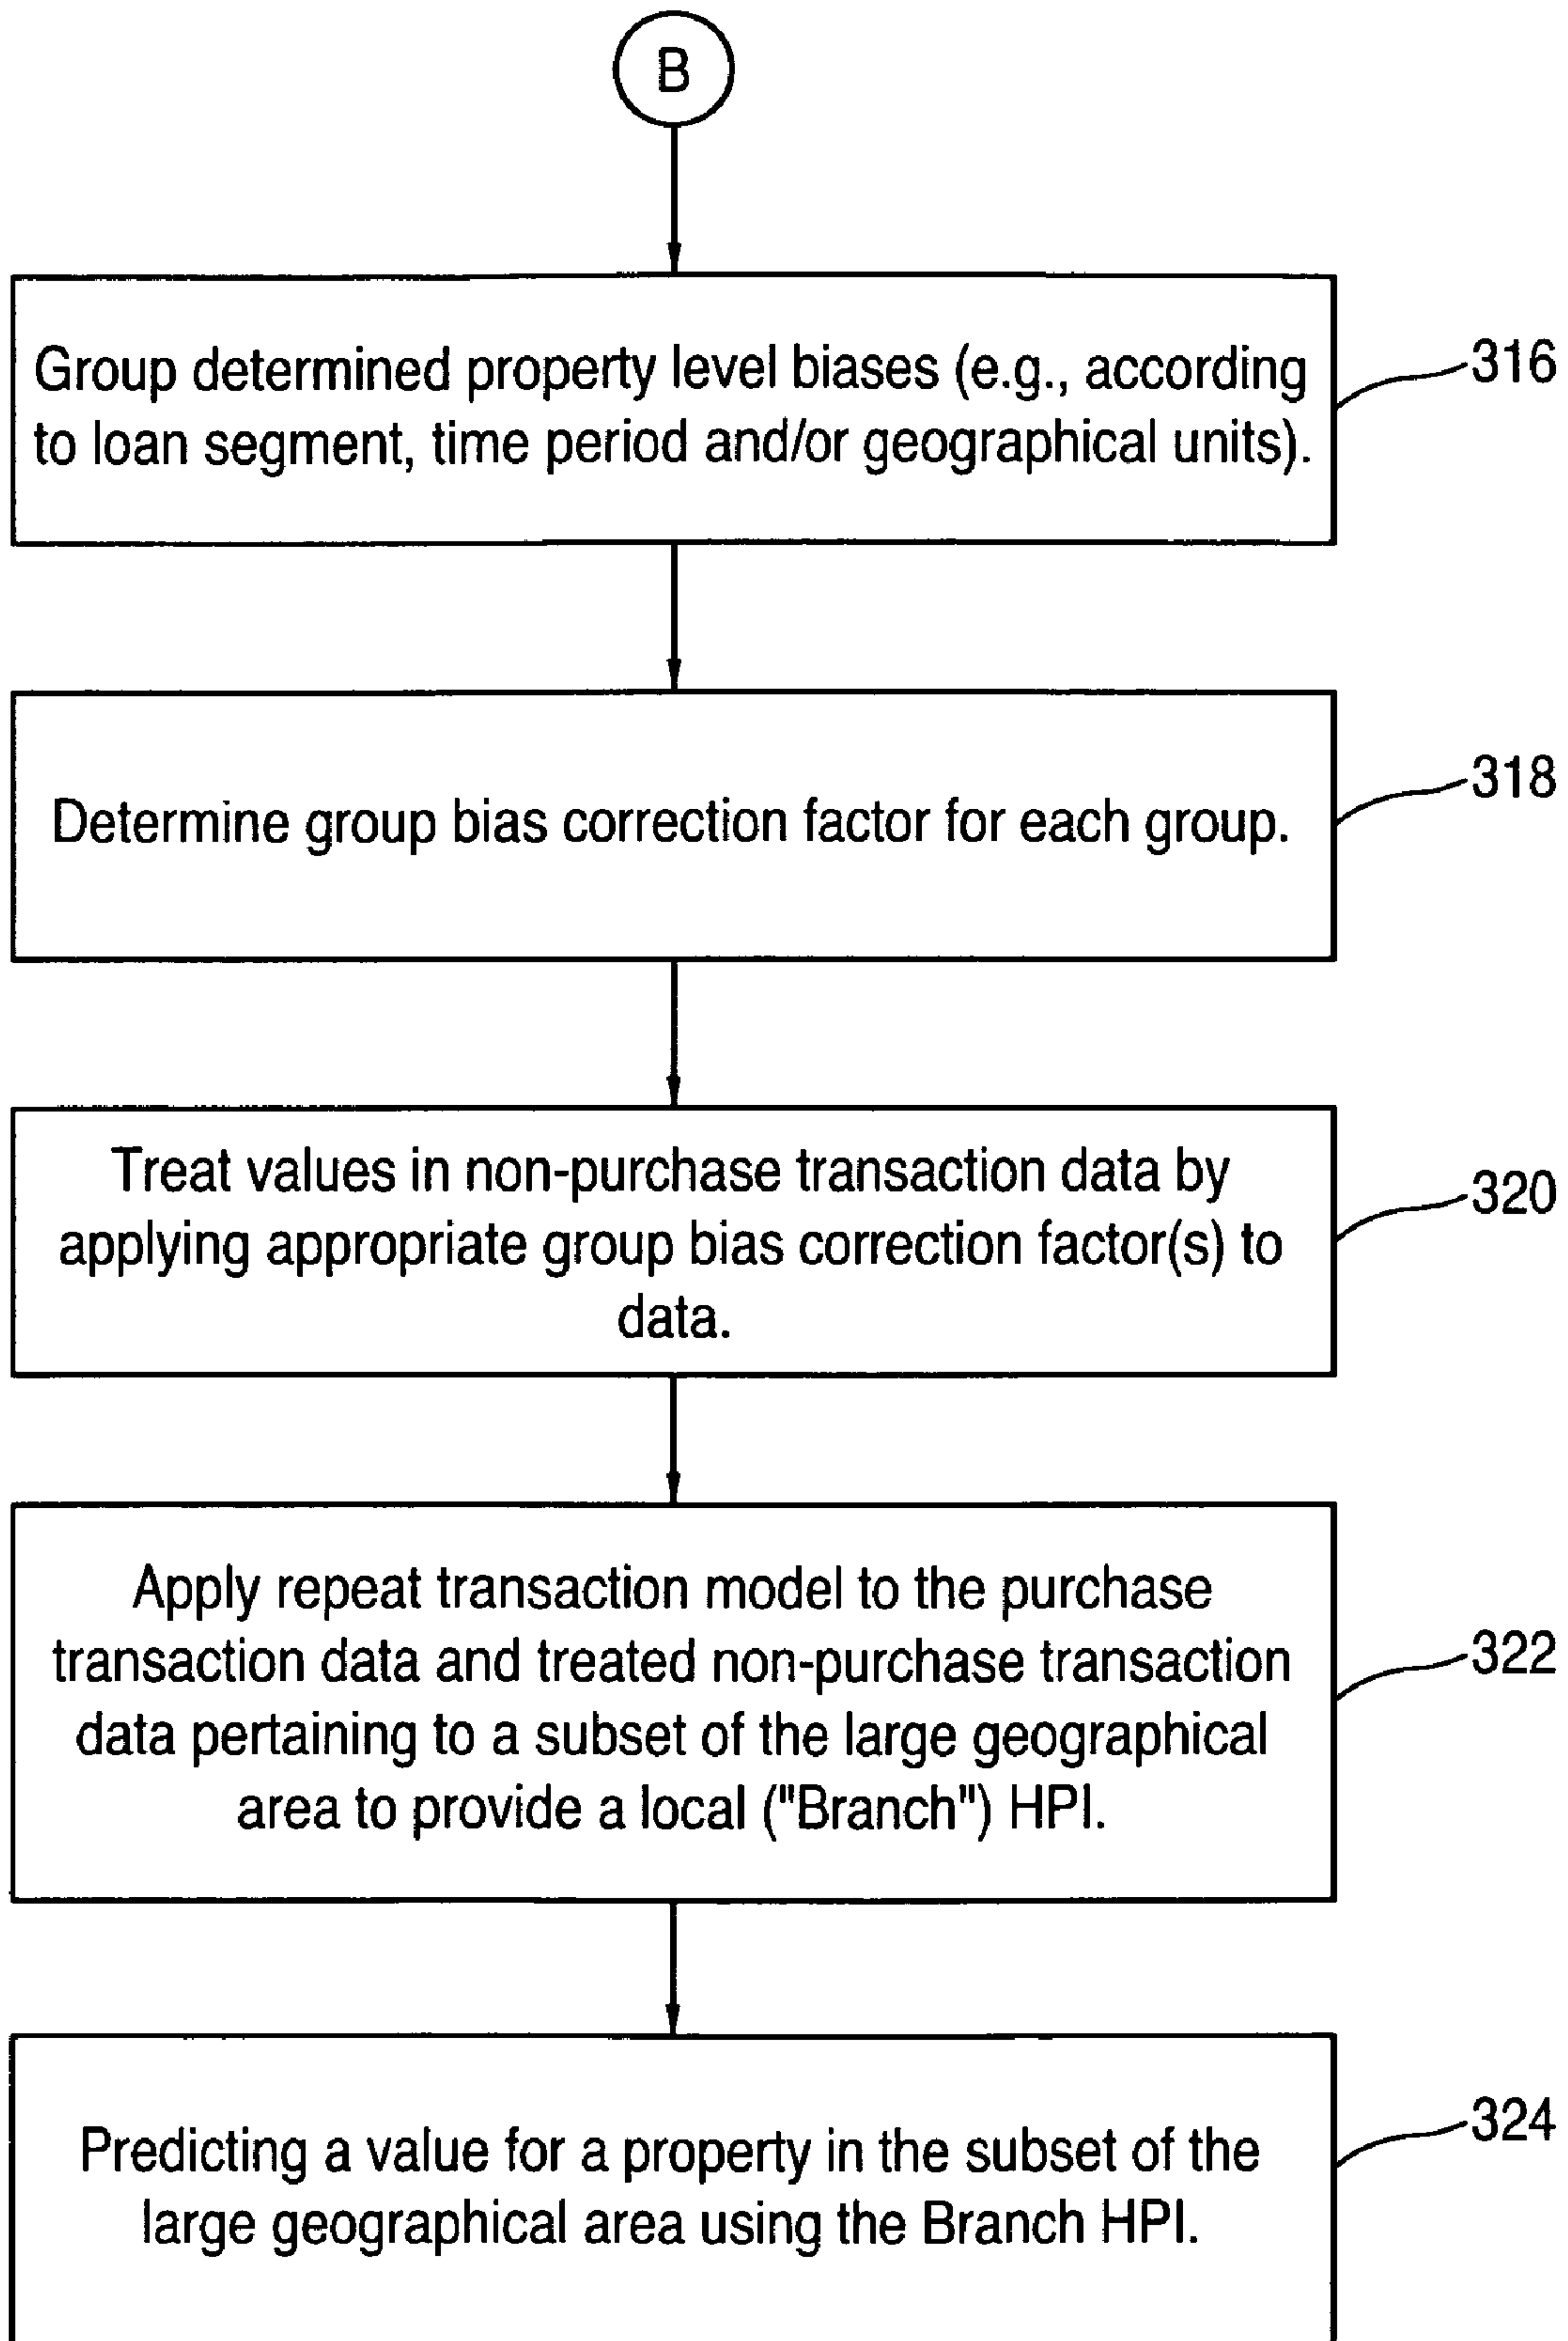 B
Group determined property level biases (e.g., according
to loan segment, time period and/or geographical units).
316
Determine group bias correction factor for each group.
318
Treat values in non-purchase transaction data by
applying appropriate group bias correction factor(s) to
data.
320
Apply repeat transaction model to the purchase
transaction data and treated non-purchase transaction
data pertaining to a subset of the large geographical
area to provide a local ("Branch") HPI.
322
Predicting a value for a property in the subset of the
large geographical area using the Branch HPI.
324